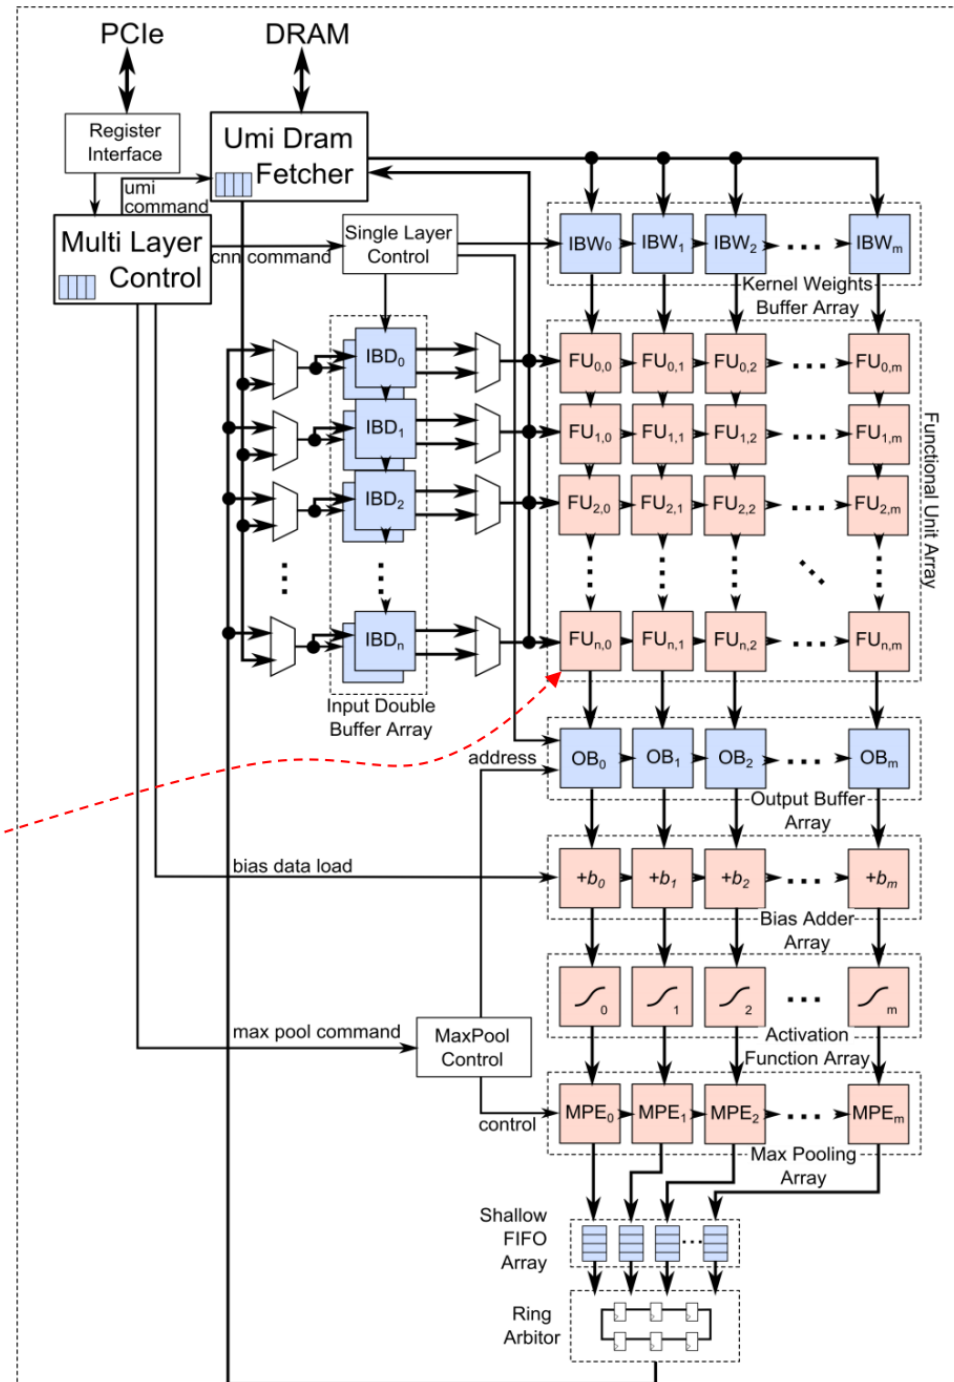 PCIe
DRAM
Register
Interface
Umi Dram
Fetcher
umi
command
Multi Layer
Control
cnn command
Single Layer
Control
IBW0
IBW1
IBW2
IBWm
Kernel Weights
Buffer Array
IBD0
IBD1
IBD2
IBDn
Input Double
Buffer Array
FU0,0
FU0,1
FU0,2
FU0,m
FU1,0
FU1,1
FU1,2
FU1,m
FU2,0
FU2,1
FU2,2
FU2,m
FUn,0
FUn,1
FUn,2
FUn,m
Functional Unit Array
address
OB0
OB1
OB2
OBm
Output Buffer
Array
bias data load
+b0
+b1
+b2
+bm
Bias Adder
Array
0
1
2
m
Activation
Function Array
max pool command
MaxPool
Control
control
MPE0
MPE1
MPE2
MPEm
Max Pooling
Array
Shallow
FIFO
Array
Ring
Arbitor